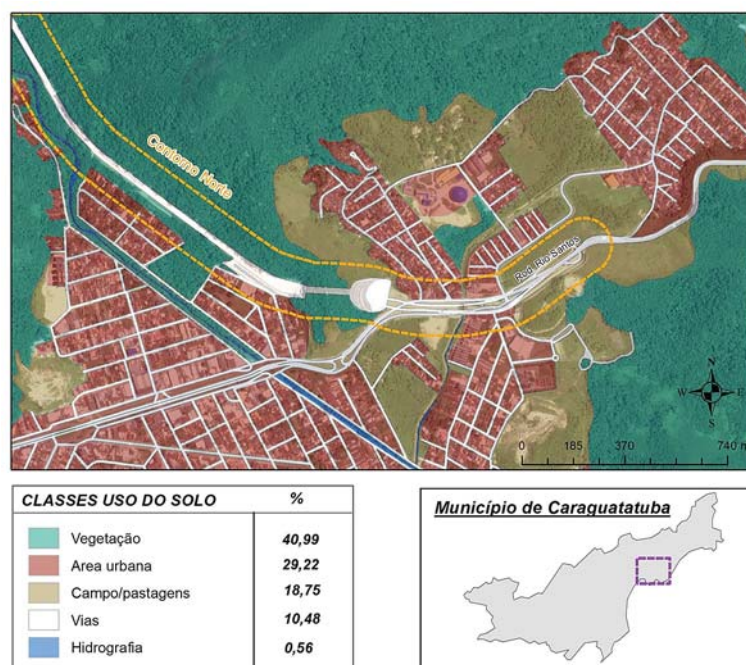 Contorno Norte
Rod. Rio Santos
N
W E
S
0 185 370 740 m
CLASSES USO DO SOLO %
Vegetação 40,99
Area urbana 29,22
Campo/pastagens 18,75
Vias 10,48
Hidrografia 0,56
Município de Caraguatatuba